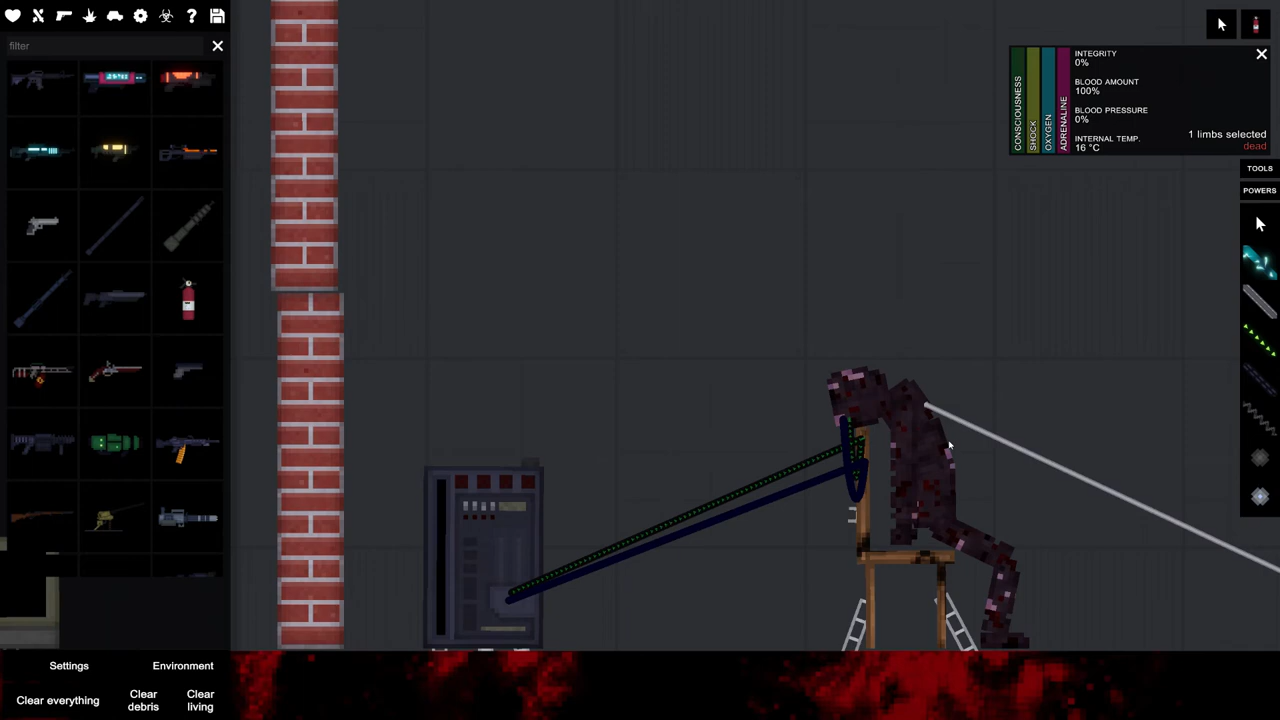 filter
INTEGRITY
0%
BLOOD AMOUNT
100%
BLOOD PRESSURE
0%
INTERNAL TEMP.
16 °C
CONSCIOUSNESS
SHOCK
OXYGEN
ADRENALINE
1 limbs selected
dead
TOOLS
POWERS
Settings
Environment
Clear everything
Clear
debris
Clear
living